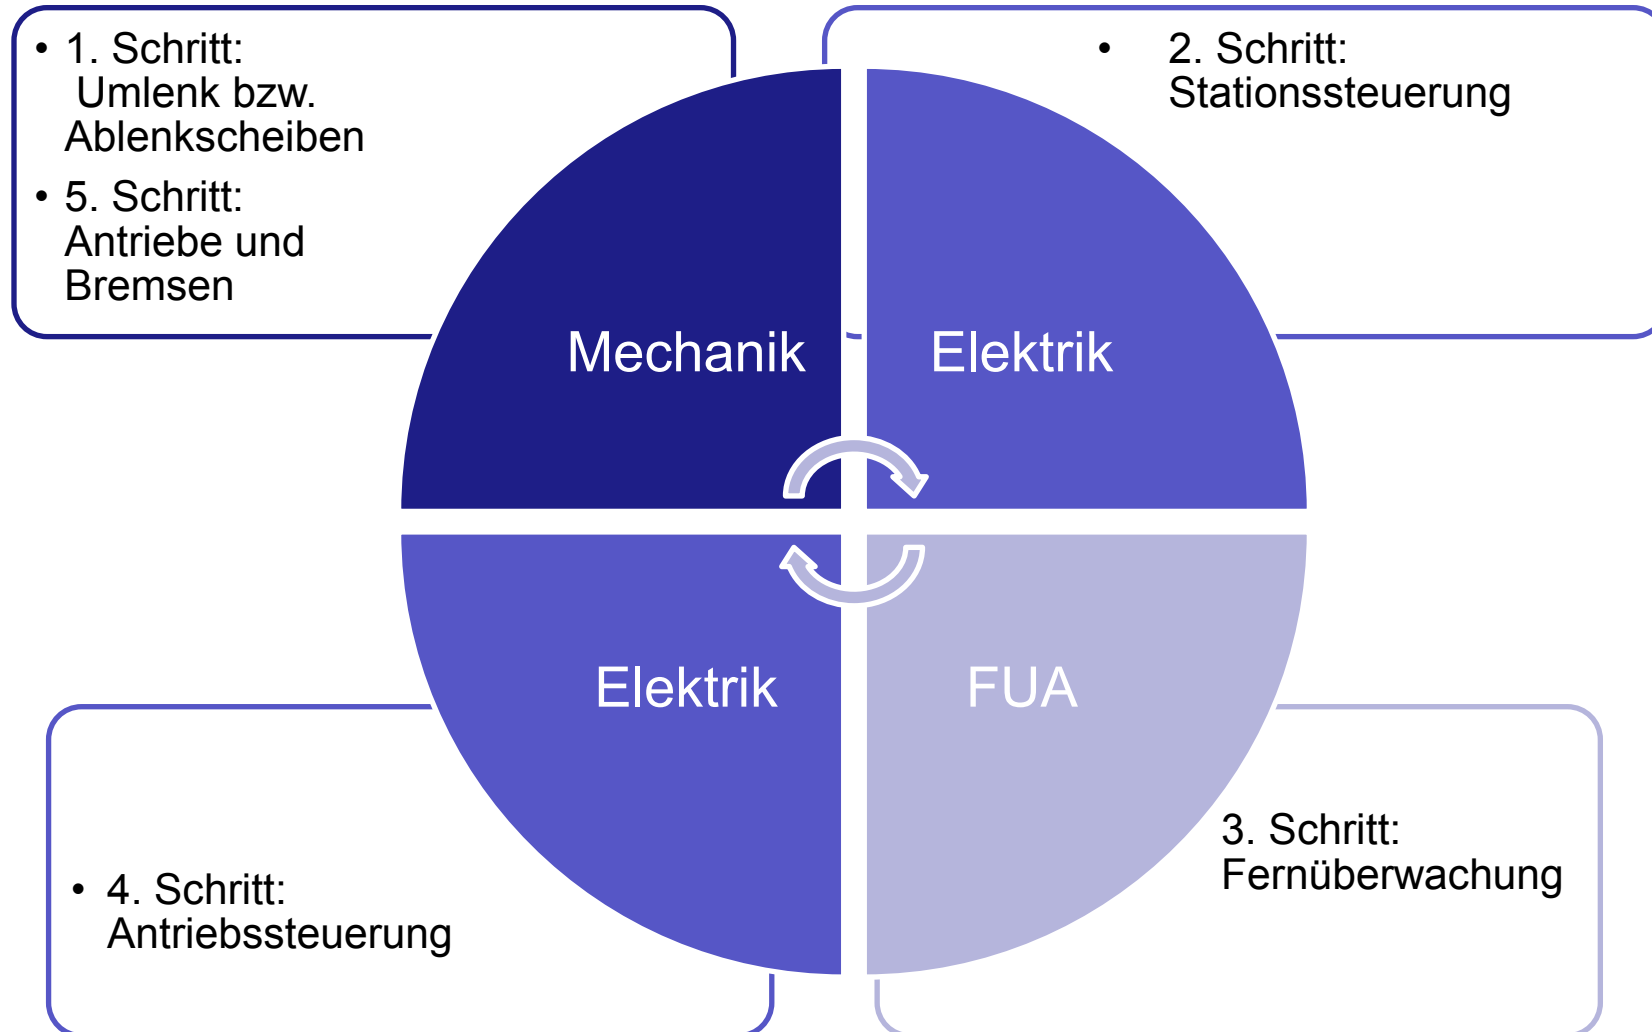 • 1. Schritt:
Umlenk bzw.
Ablenkscheiben
• 5. Schritt:
Antriebe und
Bremsen
• 2. Schritt:
Stationssteuerung
Mechanik
Elektrik
Elektrik
FUA
• 4. Schritt:
Antriebssteuerung
3. Schritt:
Fernüberwachung